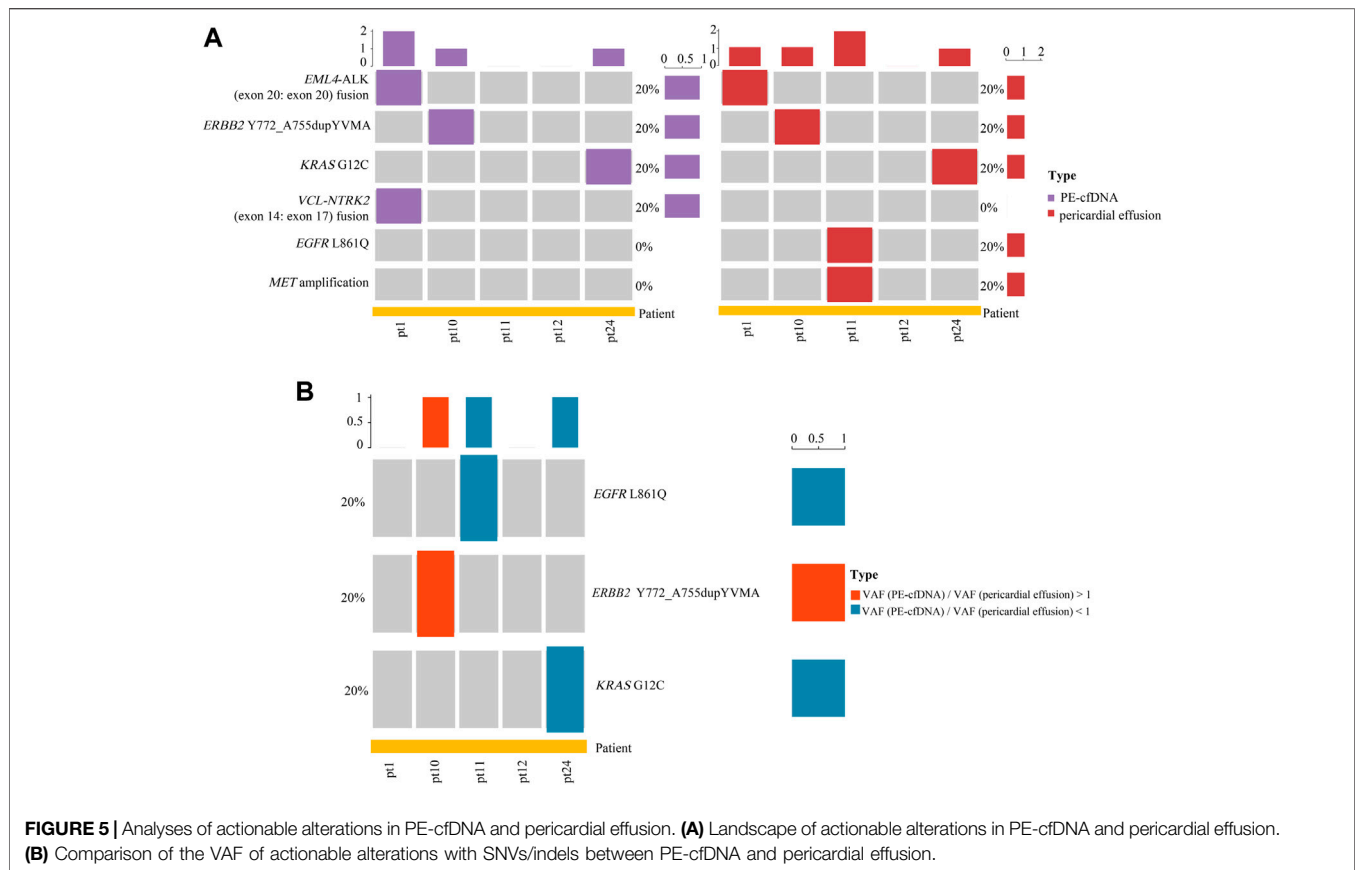 A
2
1
0
0 0.5 1
2
1
0
0 1 2
EML4-ALK
(exon 20: exon 20) fusion
20%
20%
ERBB2 Y772_A755dupYVMA
20%
20%
KRAS G12C
20%
20%
VCL-NTRK2
(exon 14: exon 17) fusion
20%
0%
EGFR L861Q
0%
20%
MET amplification
0%
20%
Type
PE-cfDNA
pericardial effusion
Patient
Patient
pt1 pt10 pt11 pt12 pt24
pt1 pt10 pt11 pt12 pt24
B
1
0.5
0
0 0.5 1
20%
EGFR L861Q
20%
ERBB2 Y772_A755dupYVMA
20%
KRAS G12C
Type
VAF (PE-cfDNA) / VAF (pericardial effusion) > 1
VAF (PE-cfDNA) / VAF (pericardial effusion) < 1
Patient
pt1 pt10 pt11 pt12 pt24
FIGURE 5 | Analyses of actionable alterations in PE-cfDNA and pericardial effusion. (A) Landscape of actionable alterations in PE-cfDNA and pericardial effusion.
(B) Comparison of the VAF of actionable alterations with SNVs/indels between PE-cfDNA and pericardial effusion.